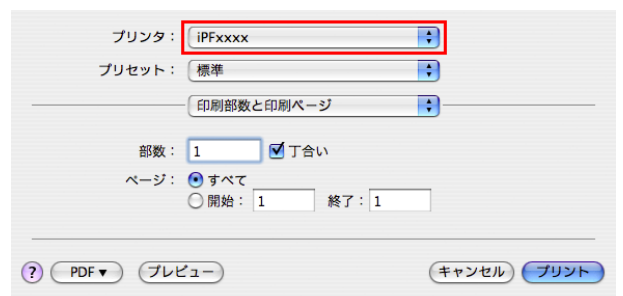 プリンタ： iPFxxxx
プリセット： 標準
印刷部数と印刷ページ
部数： 1 丁合い
ページ： すべて
開始： 1 終了： 1
? PDF▼ プレビュー キャンセル プリント